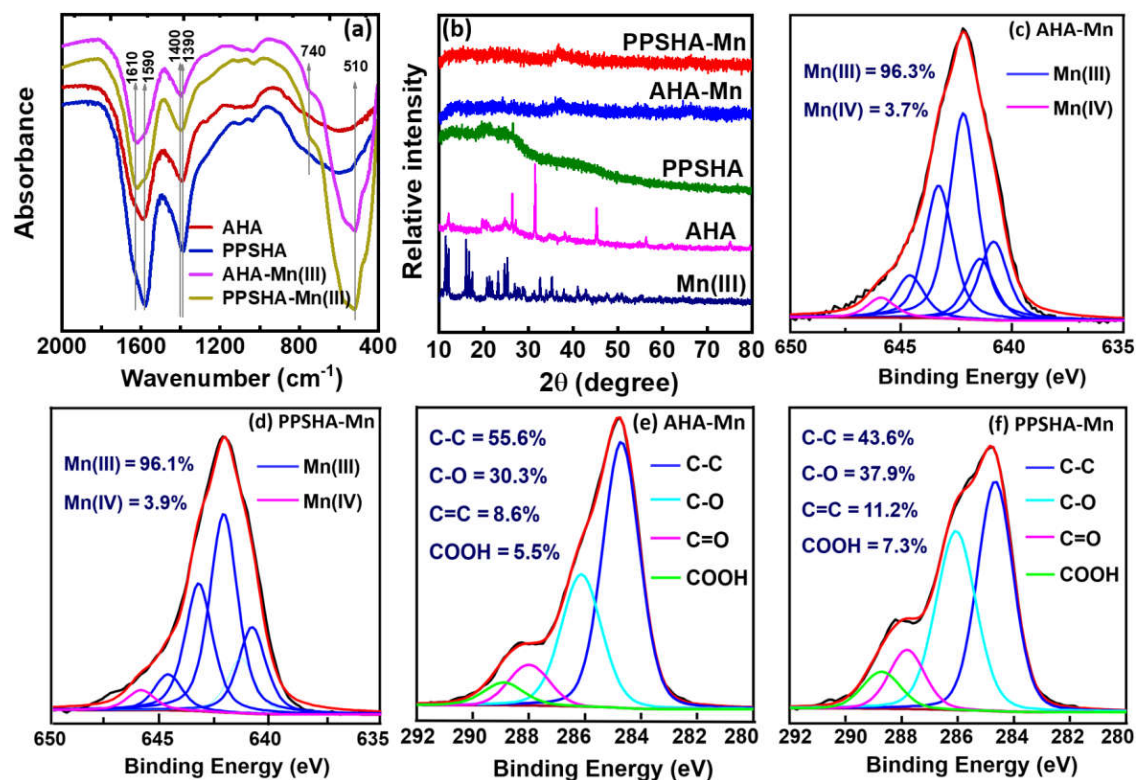 (a)
1610
1590
1400
1390
740
510
AHA
PPSHA
AHA-Mn(III)
PPSHA-Mn(III)
Absorbance
2000 1600 1200 800 400
Wavenumber (cm⁻¹)
(b)
PPSHA-Mn
AHA-Mn
PPSHA
AHA
Mn(III)
Relative intensity
10 20 30 40 50 60 70 80
2θ (degree)
(c) AHA-Mn
Mn(III) = 96.3%
Mn(IV) = 3.7%
Mn(III)
Mn(IV)
650 645 640 635
Binding Energy (eV)
(d) PPSHA-Mn
Mn(III) = 96.1%
Mn(IV) = 3.9%
Mn(III)
Mn(IV)
650 645 640 635
Binding Energy (eV)
(e) AHA-Mn
C-C = 55.6%
C-O = 30.3%
C=C = 8.6%
COOH = 5.5%
C-C
C-O
C=O
COOH
292 290 288 286 284 282 280
Binding Energy (eV)
(f) PPSHA-Mn
C-C = 43.6%
C-O = 37.9%
C=C = 11.2%
COOH = 7.3%
C-C
C-O
C=O
COOH
292 290 288 286 284 282 280
Binding Energy (eV)